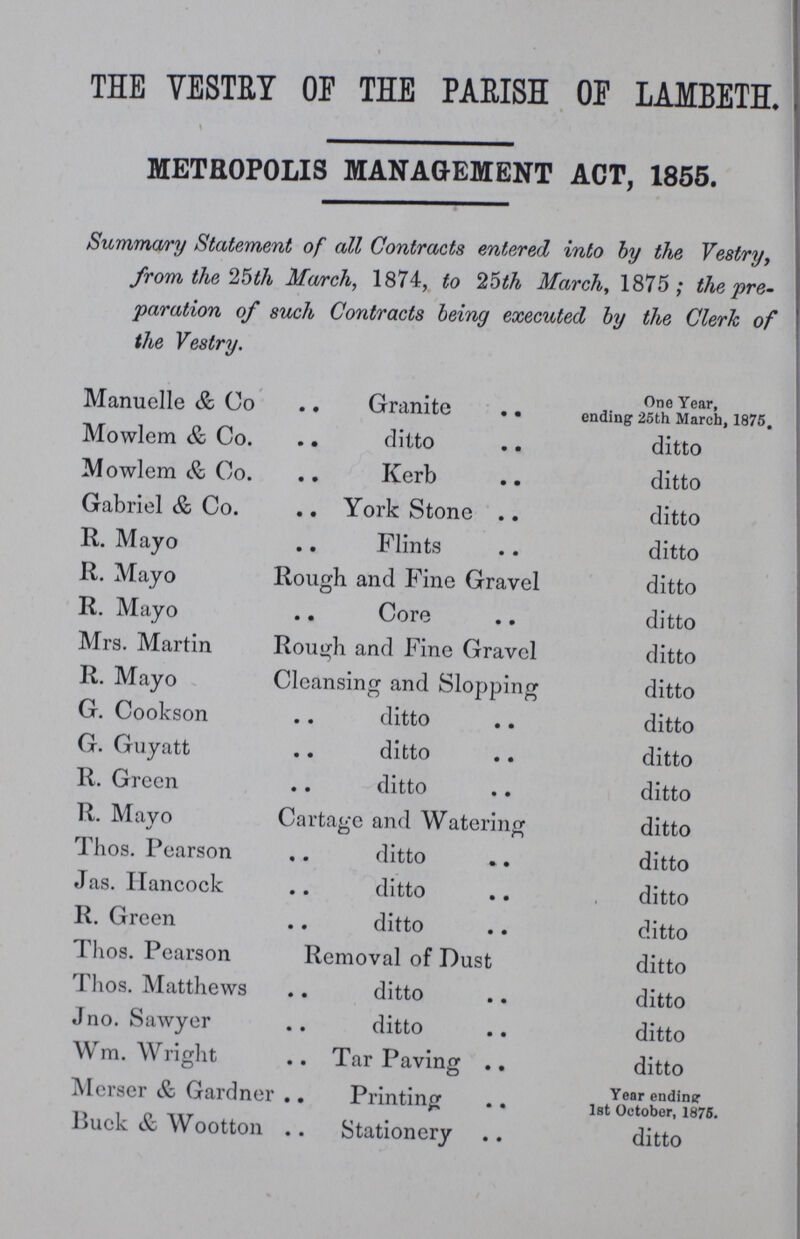 THE VESTRY OF THE PARISH OF LAMBETH.
METROPOLIS MANAGEMENT ACT, 1855.
Summary Statement of all Contracts entered into by the Vestry,
from the 25th March, 1874, to 25th March, 1875; the pre-
paration of such Contracts being executed by the Clerk of
the Vestry.
Manuelle & Co .. Granite .. One Year,
ending 25th March, 1875.
Mowlem & Co. .. ditto .. ditto
Mowlem & Co. .. Kerb .. ditto
Gabriel & Co. .. York Stone .. ditto
R. Mayo .. Flints .. ditto
R. Mayo Rough and Fine Gravel ditto
R. Mayo .. Core .. ditto
Mrs. Martin Rough and Fine Gravel ditto
R. Mayo Cleansing and Slopping ditto
G. Cookson .. ditto .. ditto
G. Guyatt .. ditto .. ditto
R. Green .. ditto .. ditto
R. Mayo Cartage and Watering ditto
Thos. Pearson .. ditto .. ditto
Jas. Hancock .. ditto .. ditto
R. Green .. ditto .. ditto
Thos. Pearson Removal of Dust ditto
Thos. Matthews .. ditto .. ditto
Jno. Sawyer .. ditto .. ditto
Wm. Wright .. Tar Paving .. ditto
Merser & Gardner .. Printing .. Year ending
1st October, 1875.
Buck & Wootton .. Stationery .. ditto